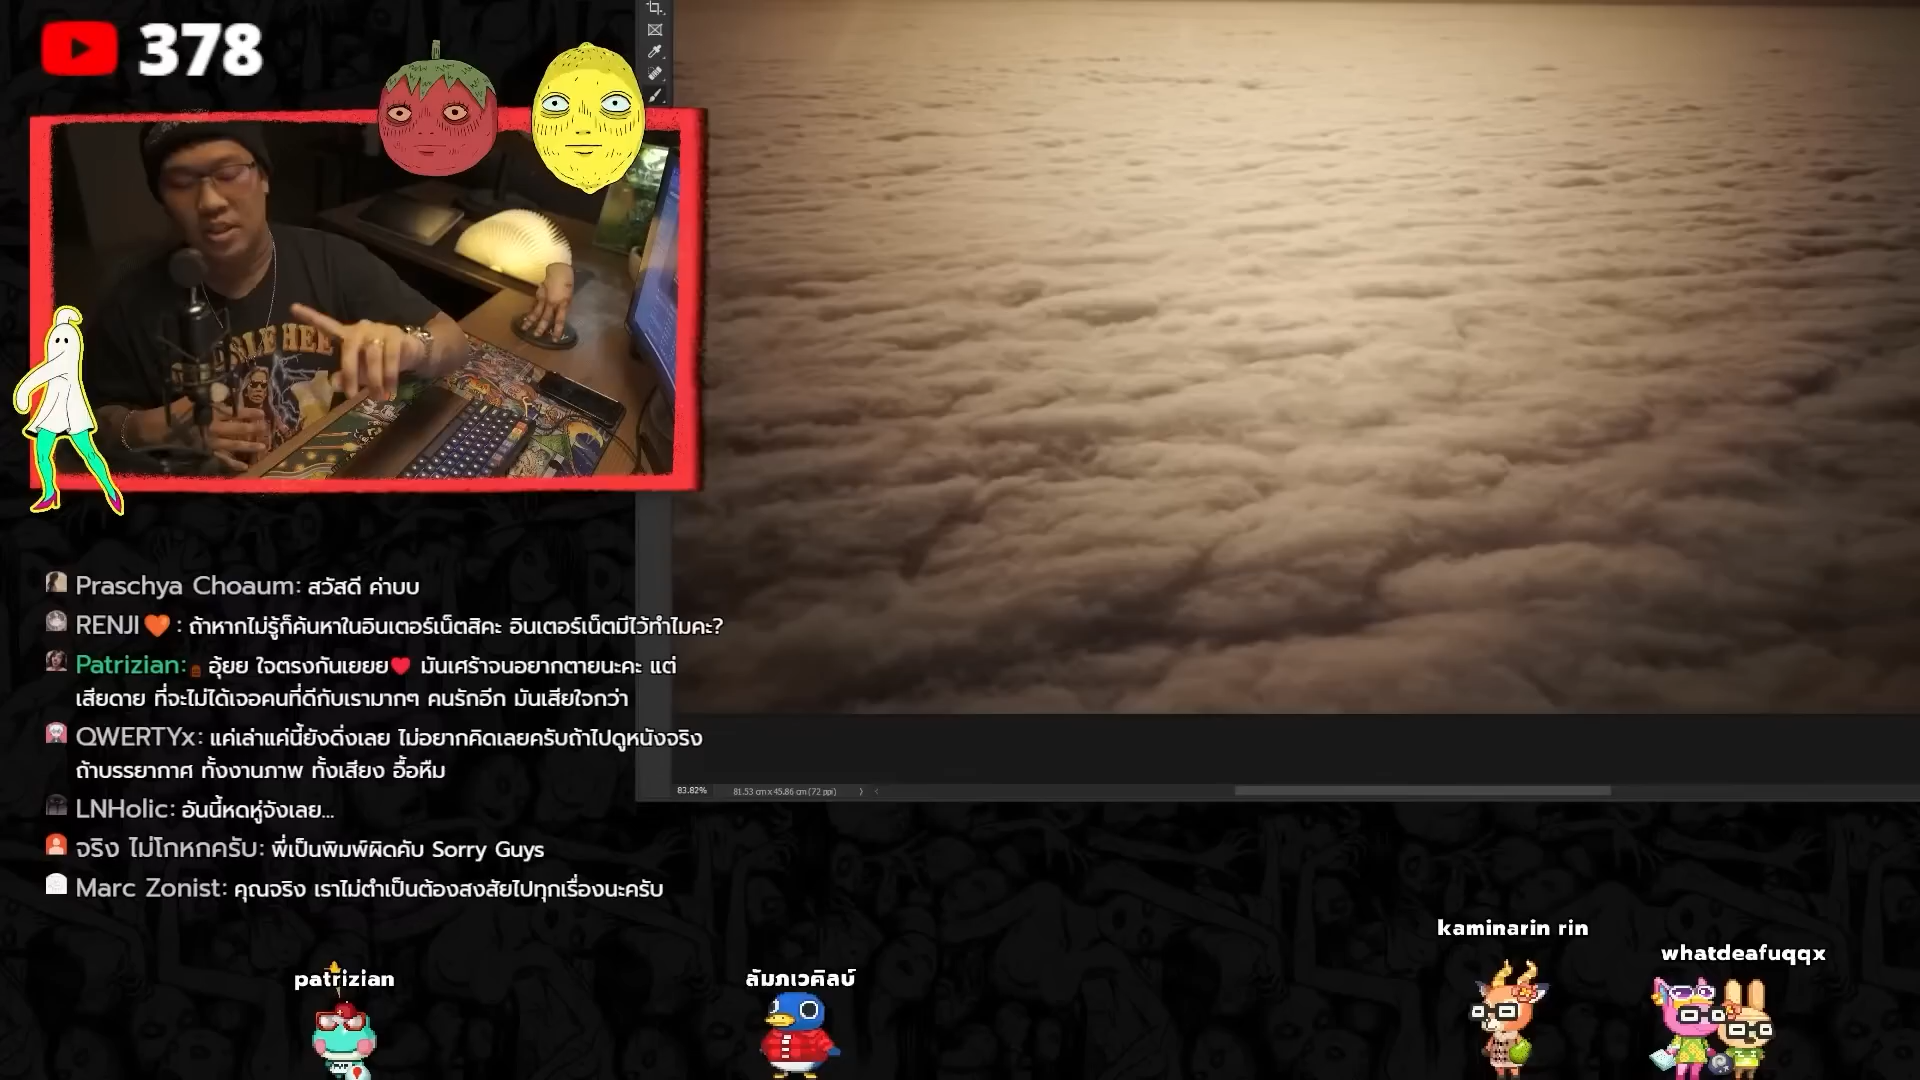 378
Praschya Choaum: สวัสดี ค่าบบ
RENJI🧡 : ถ้าหากไม่รู้ก็ค้นหาในอินเตอร์เน็ตสิคะ อินเตอร์เน็ตมีไว้ทำไมคะ?
Patrizian: อุ้ยย ใจตรงกันเยยย❤️ มันเศร้าจนอยากตายนะคะ แต่
เสียดาย ที่จะไม่ได้เจอคนที่ดีกับเรามากๆ คนรักอีก มันเสียใจกว่า
QWERTYx: แค่เล่าแค่นี้ยังดิ่งเลย ไม่อยากคิดเลยครับถ้าไปดูหนังจริง
ถ้าบรรยากาศ ทั้งงานภาพ ทั้งเสียง อื้อหืม
LNHolic: อันนี้หดหู่จังเลย...
จริง ไม่โกหกครับ: พี่เป็นพิมพ์ผิดคับ Sorry Guys
Marc Zonist: คุณจริง เราไม่ตำเป็นต้องสงสัยไปทุกเรื่องนะครับ
83.82%
81.53 cm x 45.86 cm (72 ppi)
kaminarin rin
whatdeafuqqx
patrizian
ลัมภเวคิลบ์